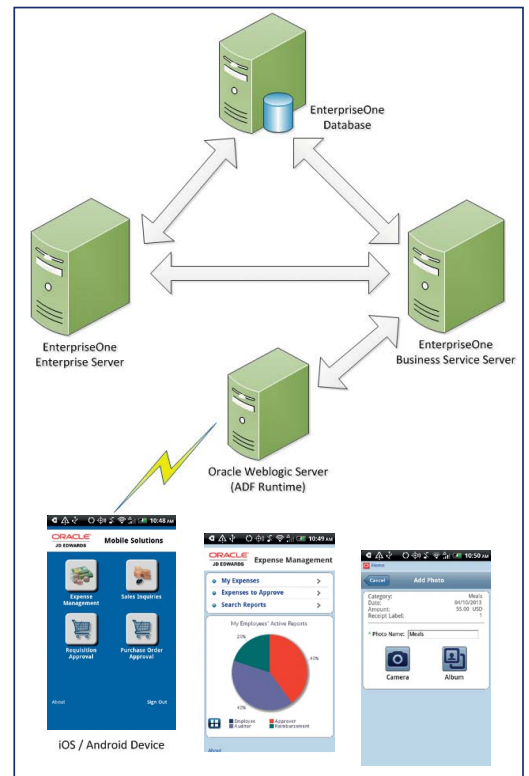 EnterpriseOne
Database
EnterpriseOne
Enterprise Server
EnterpriseOne
Business Service Server
Oracle Weblogic Server
(ADF Runtime)
10:48 AM
ORACLE
JD EDWARDS
Mobile Solutions
Expense
Management
Sales Inquiries
Requisition
Approval
Purchase Order
Approval
About
Sign Out
iOS / Android Device
10:49 AM
ORACLE
JD EDWARDS
Expense Management
My Expenses
Expenses to Approve
Search Reports
My Employees' Active Reports
20%
40%
40%
Employee
Approver
Auditor
Reimbursement
About
10:50 AM
Home
Cancel
Add Photo
Category: Meals
Date: 04/10/2013
Amount: 55.00 USD
Receipt Label: 1
* Photo Name: Meals
Camera
Album